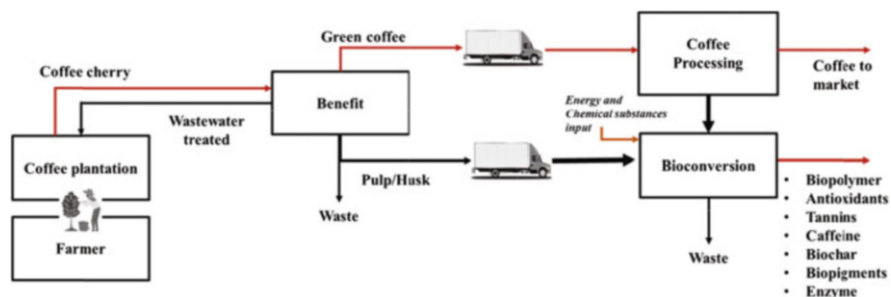 Green coffee
Coffee
Processing
Coffee cherry
Coffee to
market
Benefit
Energy and
Chemical substances
input
Wastewater
treated
Coffee plantation
Bioconversion
Pulp/Husk
Biopolymer
Antioxidants
Tannins
Caffeine
Biochar
Biopigments
Enzyme
Waste
Farmer
Waste